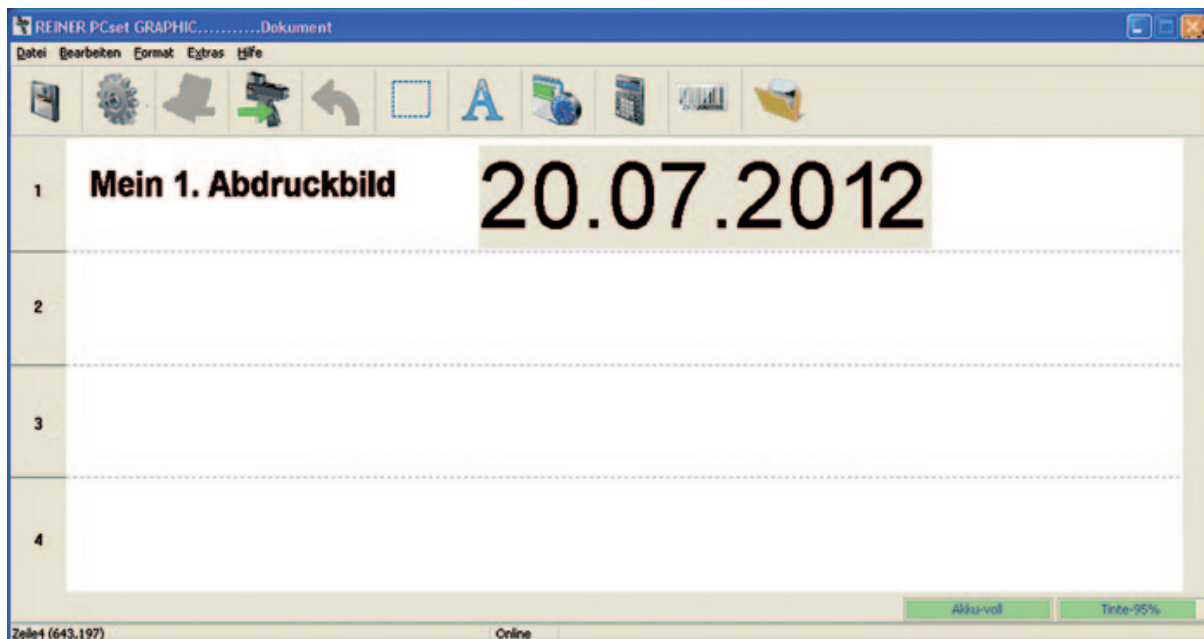 REINER PCset GRAPHIC...........Dokument
Datei Bearbeiten Format Extras Hilfe
A
1 Mein 1. Abdruckbild 20.07.2012
2
3
4
Akku-voll Tinte-95%
Zeile4 (643,197) Online